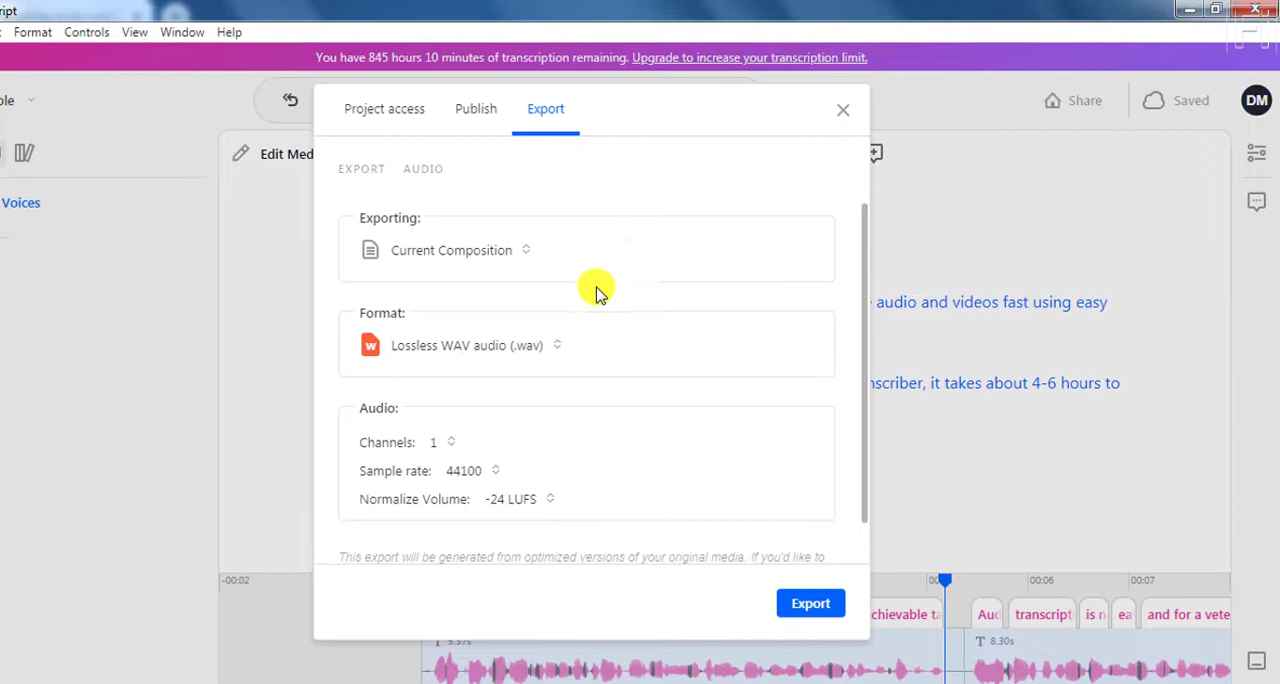 ript
Format Controls View Window Help
You have 845 hours 10 minutes of transcription remaining. Upgrade to increase your transcription limit.
ple
Project access Publish Export
Share
Saved
DM
Edit Med
EXPORT AUDIO
Voices
Exporting:
Current Composition
audio and videos fast using easy
Format:
W Lossless WAV audio (.wav)
nscriber, it takes about 4-6 hours to
Audio:
Channels: 1
Sample rate: 44100
Normalize Volume: -24 LUFS
This export will be generated from optimized versions of your original media. If you'd like to
Export
-00:02 00:06 00:07
chievable ta Aud transcript is n ea and for a vete
T 8.30s